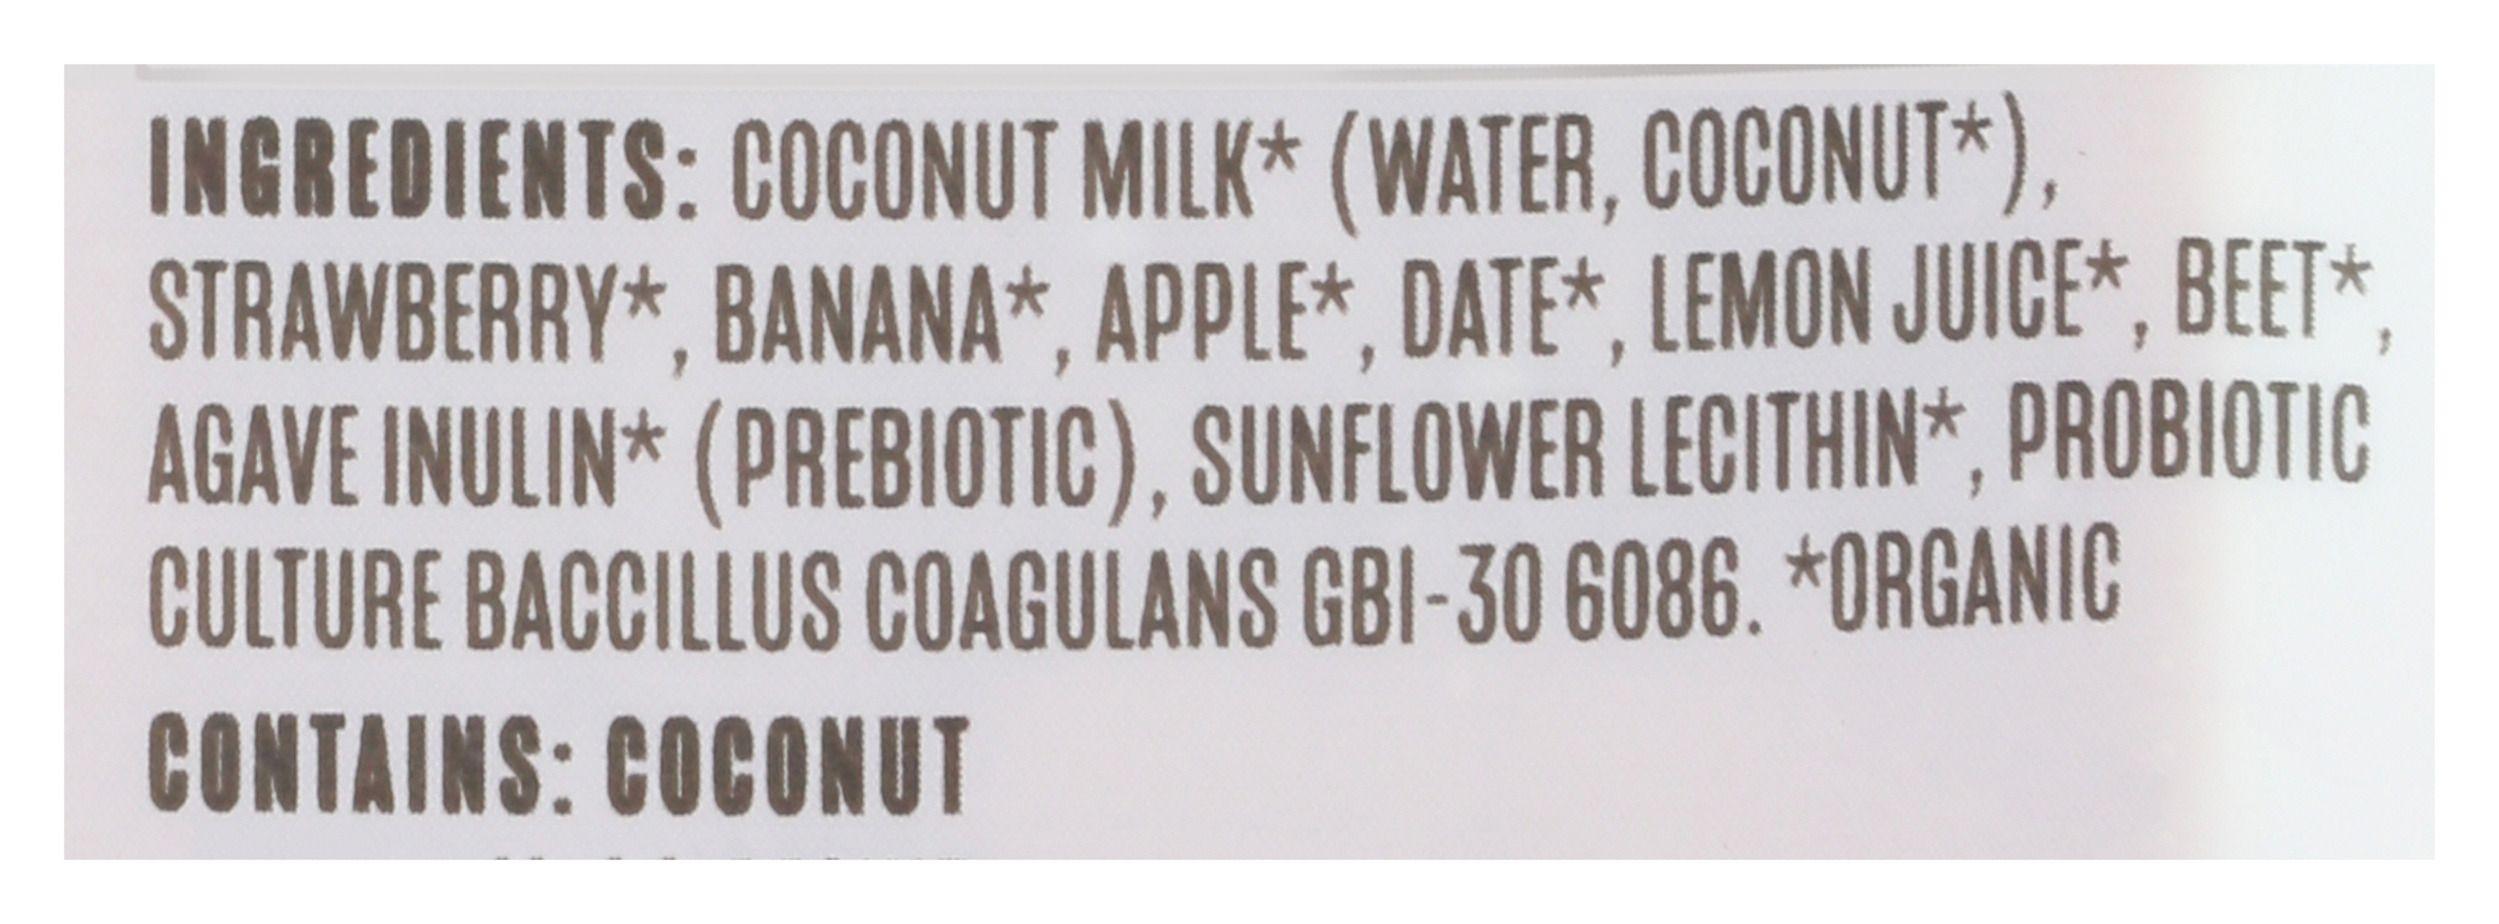 INGREDIENTS: COCONUT MILK* (WATER, COCONUT*),
STRAWBERRY*, BANANA*, APPLE*, DATE*, LEMON JUICE*, BEET*,
AGAVE INULIN* (PREBIOTIC), SUNFLOWER LECITHIN*, PROBIOTIC
CULTURE BACCILLUS COAGULANS GBI-30 6086. *ORGANIC
CONTAINS: COCONUT